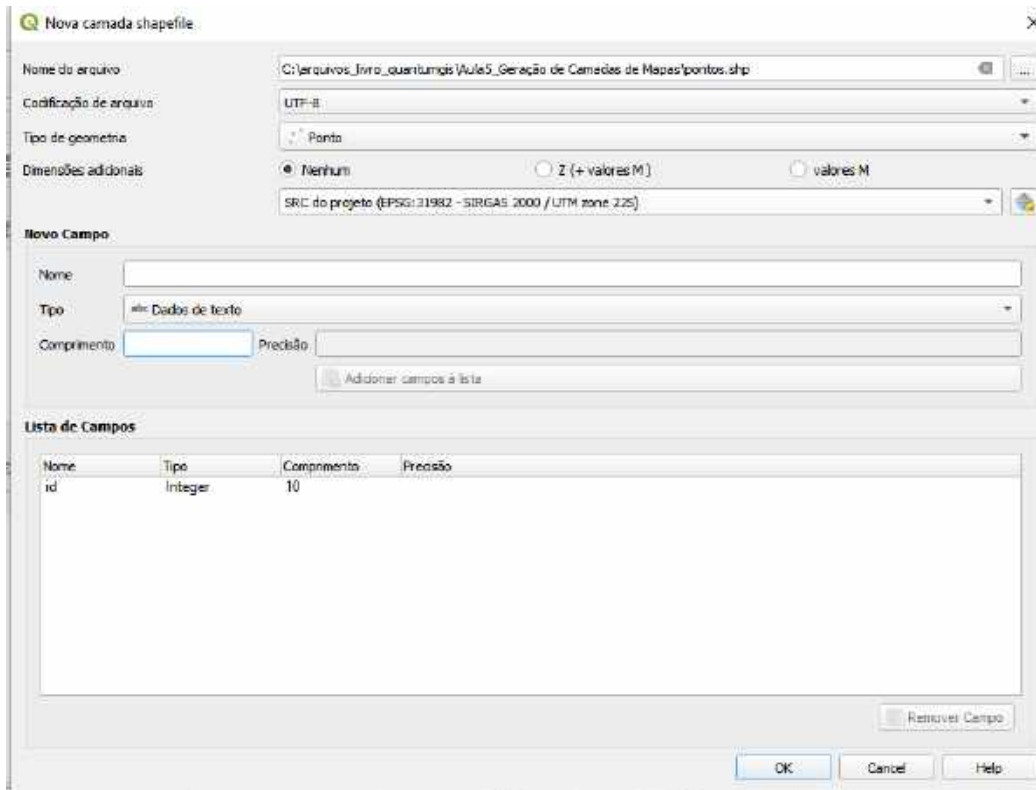 Nova camada shapefile
Nome do arquivo C:\arquivos_livro_quantumgis\Aula5_Geração de Camadas de Mapas\pontos.shp ...
Codificação de arquivo UTF-8
Tipo de geometria Ponto
Dimensões adicionais Nenhum Z (+ valores M ) valores M
SRC do projeto (EPSG:31982 - SIRGAS 2000 / UTM zone 22S)
Novo Campo
Nome
Tipo abc Dados de texto
Comprimento Precisão
Adicionar campos à lista
Lista de Campos
Nome Tipo Comprimento Precisão
id Integer 10
Remover Campo
OK Cancel Help